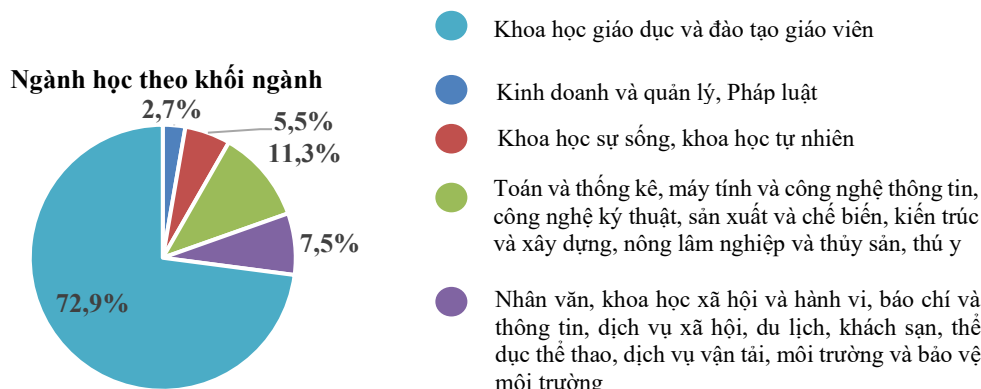 Ngành học theo khối ngành
2,7%
5,5%
11,3%
7,5%
72,9%
Khoa học giáo dục và đào tạo giáo viên
Kinh doanh và quản lý, Pháp luật
Khoa học sự sống, khoa học tự nhiên
Toán và thống kê, máy tính và công nghệ thông tin,
công nghệ ký thuật, sản xuất và chế biến, kiến trúc
và xây dựng, nông lâm nghiệp và thủy sản, thú y
Nhân văn, khoa học xã hội và hành vi, báo chí và
thông tin, dịch vụ xã hội, du lịch, khách sạn, thể
dục thể thao, dịch vụ vận tải, môi trường và bảo vệ
môi trường